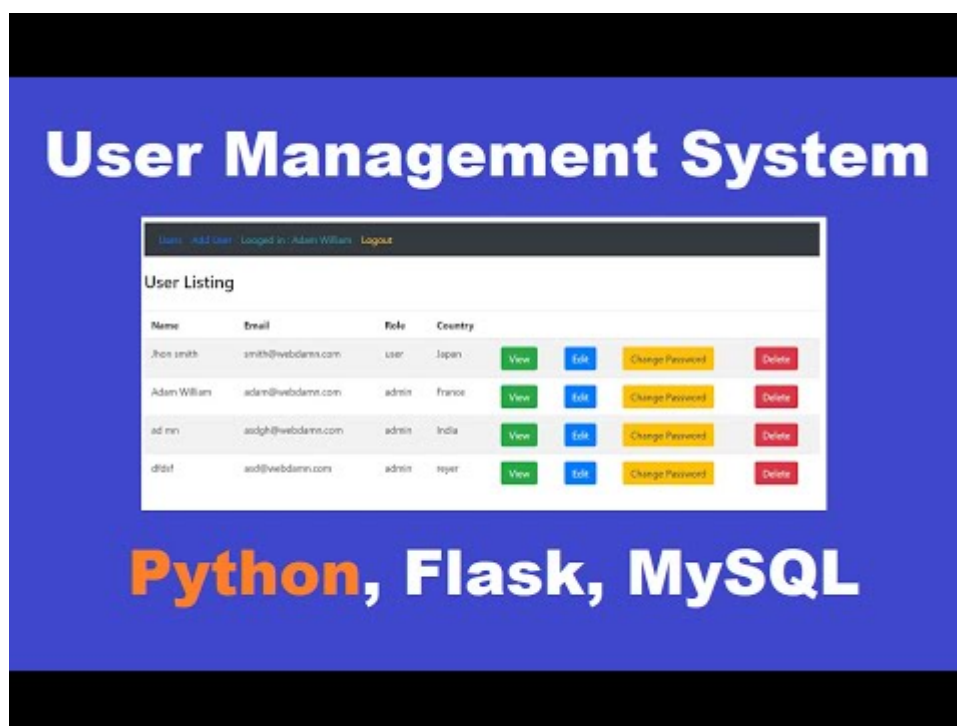 User Management System
Users Add User Looged in : Adam William Logout
User Listing
Name Email Role Country
Jhon smith smith@webdamn.com user Japan View Edit Change Password Delete
Adam William adam@webdamn.com admin France View Edit Change Password Delete
ad mn asdgh@webdamn.com admin India View Edit Change Password Delete
dfdsf asd@webdamn.com admin View Edit Change Password Delete
Python, Flask, MySQL